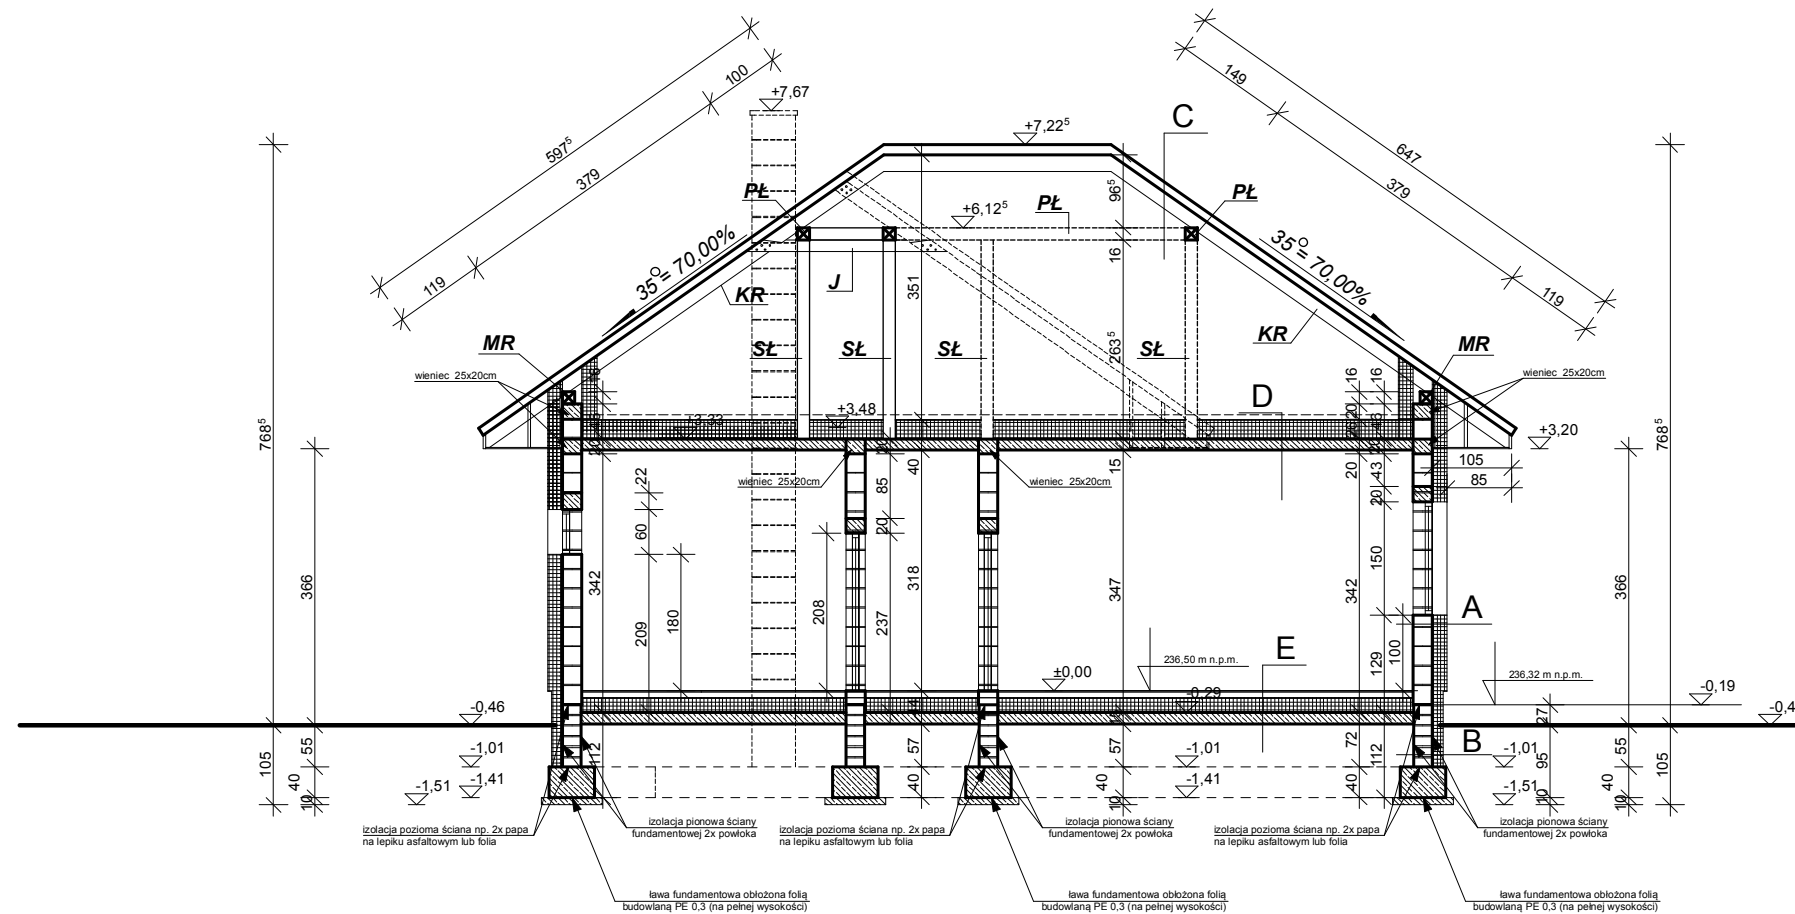 149
C
100
+7,67
647
597⁵
+7,22⁵
379
379
PŁ
96⁵
PŁ
PŁ
+6,12⁵
35°= 70,00%
35°= 70,00%
16
119
119
J
351
KR
KR
MR
SŁ
SŁ
SŁ
263⁵
SŁ
MR
wieniec 25x20cm
16
16
wieniec 25x20cm
D
+3,33
+3,48
768⁵
768⁵
+3,20
20
40
15
20
43
105
22
wieniec 25x20cm
85
wieniec 25x20cm
85
20
60
20
150
366
342
318
347
342
366
208
237
A
209
180
129
100
E
±0,00
236,50 m n.p.m.
236,32 m n.p.m.
-0,29
-0,19
-0,46
14
27
-0,4
B
105
55
-1,01
112
57
57
-1,01
72
112
-1,01
95
55
105
40
-1,41
40
40
-1,41
40
40
10
-1,51
10
-1,51
10
10
izolacja pozioma ściana np. 2x papa
na lepiku asfaltowym lub folia
izolacja pionowa ściany
fundamentowej 2x powłoka
izolacja pozioma ściana np. 2x papa
na lepiku asfaltowym lub folia
izolacja pionowa ściany
fundamentowej 2x powłoka
izolacja pozioma ściana np. 2x papa
na lepiku asfaltowym lub folia
izolacja pionowa ściany
fundamentowej 2x powłoka
ława fundamentowa obłożona folią
budowlaną PE 0,3 (na pełnej wysokości)
ława fundamentowa obłożona folią
budowlaną PE 0,3 (na pełnej wysokości)
ława fundamentowa obłożona folią
budowlaną PE 0,3 (na pełnej wysokości)